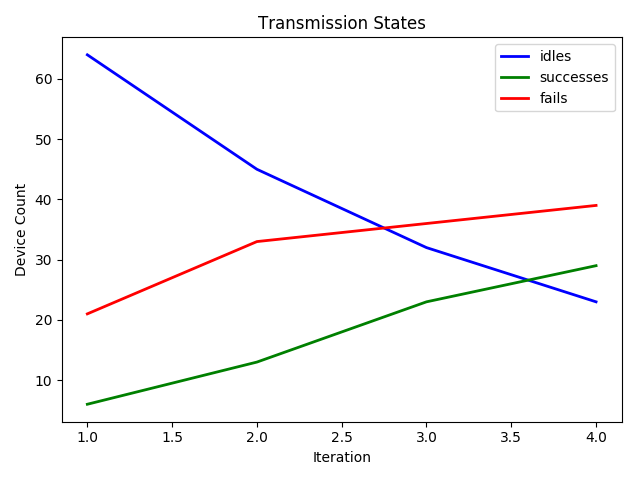 Transmission States
idles
successes
fails
Device Count
60
50
40
30
20
10
1.0 1.5 2.0 2.5 3.0 3.5 4.0
Iteration